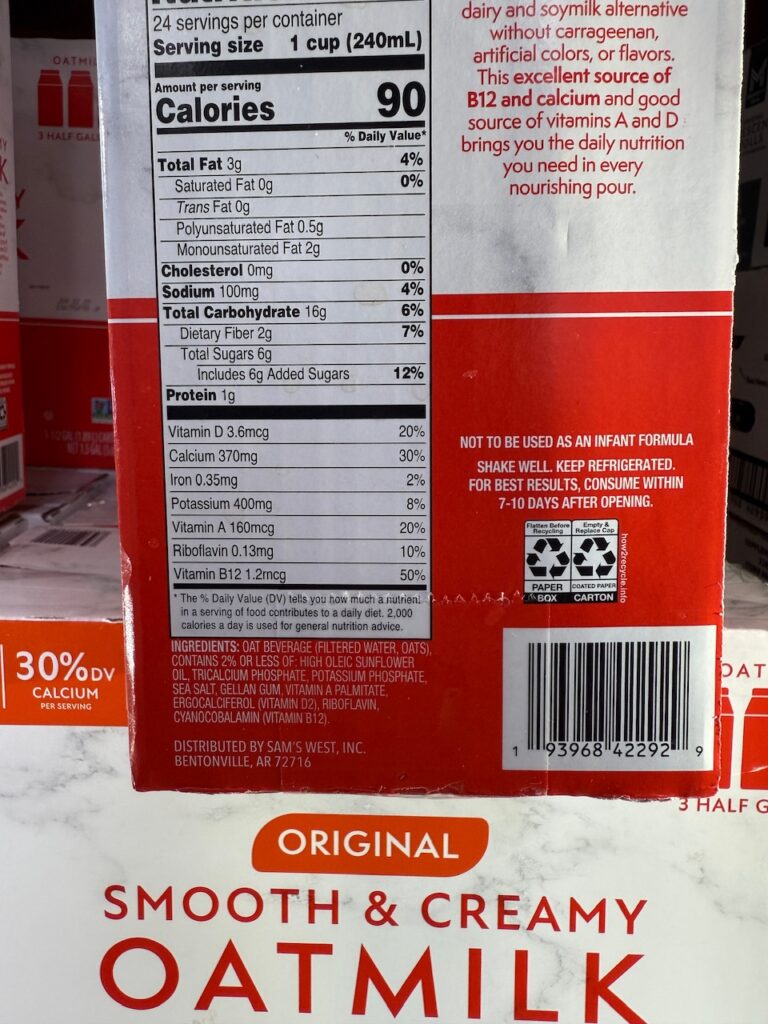 24 servings per container
Serving size 1 cup (240mL)
Amount per serving
Calories 90
% Daily Value*
Total Fat 3g 4%
Saturated Fat 0g 0%
Trans Fat 0g
Polyunsaturated Fat 0.5g
Monounsaturated Fat 2g
Cholesterol 0mg 0%
Sodium 100mg 4%
Total Carbohydrate 16g 6%
Dietary Fiber 2g 7%
Total Sugars 6g
Includes 6g Added Sugars 12%
Protein 1g
Vitamin D 3.6mcg 20%
Calcium 370mg 30%
Iron 0.35mg 2%
Potassium 400mg 8%
Vitamin A 160mcg 20%
Riboflavin 0.13mg 10%
Vitamin B12 1.2mcg 50%
* The % Daily Value (DV) tells you how much a nutrient
in a serving of food contributes to a daily diet. 2,000
calories a day is used for general nutrition advice.
INGREDIENTS: OAT BEVERAGE (FILTERED WATER, OATS),
CONTAINS 2% OR LESS OF: HIGH OLEIC SUNFLOWER
OIL, TRICALCIUM PHOSPHATE, POTASSIUM PHOSPHATE,
SEA SALT, GELLAN GUM, VITAMIN A PALMITATE,
ERGOCALCIFEROL (VITAMIN D2), RIBOFLAVIN,
CYANOCOBALAMIN (VITAMIN B12).
DISTRIBUTED BY SAM'S WEST, INC.
BENTONVILLE, AR 72716
dairy and soymilk alternative
without carrageenan,
artificial colors, or flavors.
This excellent source of
B12 and calcium and good
source of vitamins A and D
brings you the daily nutrition
you need in every
nourishing pour.
NOT TO BE USED AS AN INFANT FORMULA
SHAKE WELL. KEEP REFRIGERATED.
FOR BEST RESULTS, CONSUME WITHIN
7-10 DAYS AFTER OPENING.
Flatten Before
Recycling
Empty &
Replace Cap
PAPER
BOX
COATED PAPER
CARTON
how2recycle.info
1 93968 42292 9
OATMIL
3 HALF GAL
30% DV
CALCIUM
PER SERVING
OAT
3 HALF G
ORIGINAL
SMOOTH & CREAMY
OATMILK